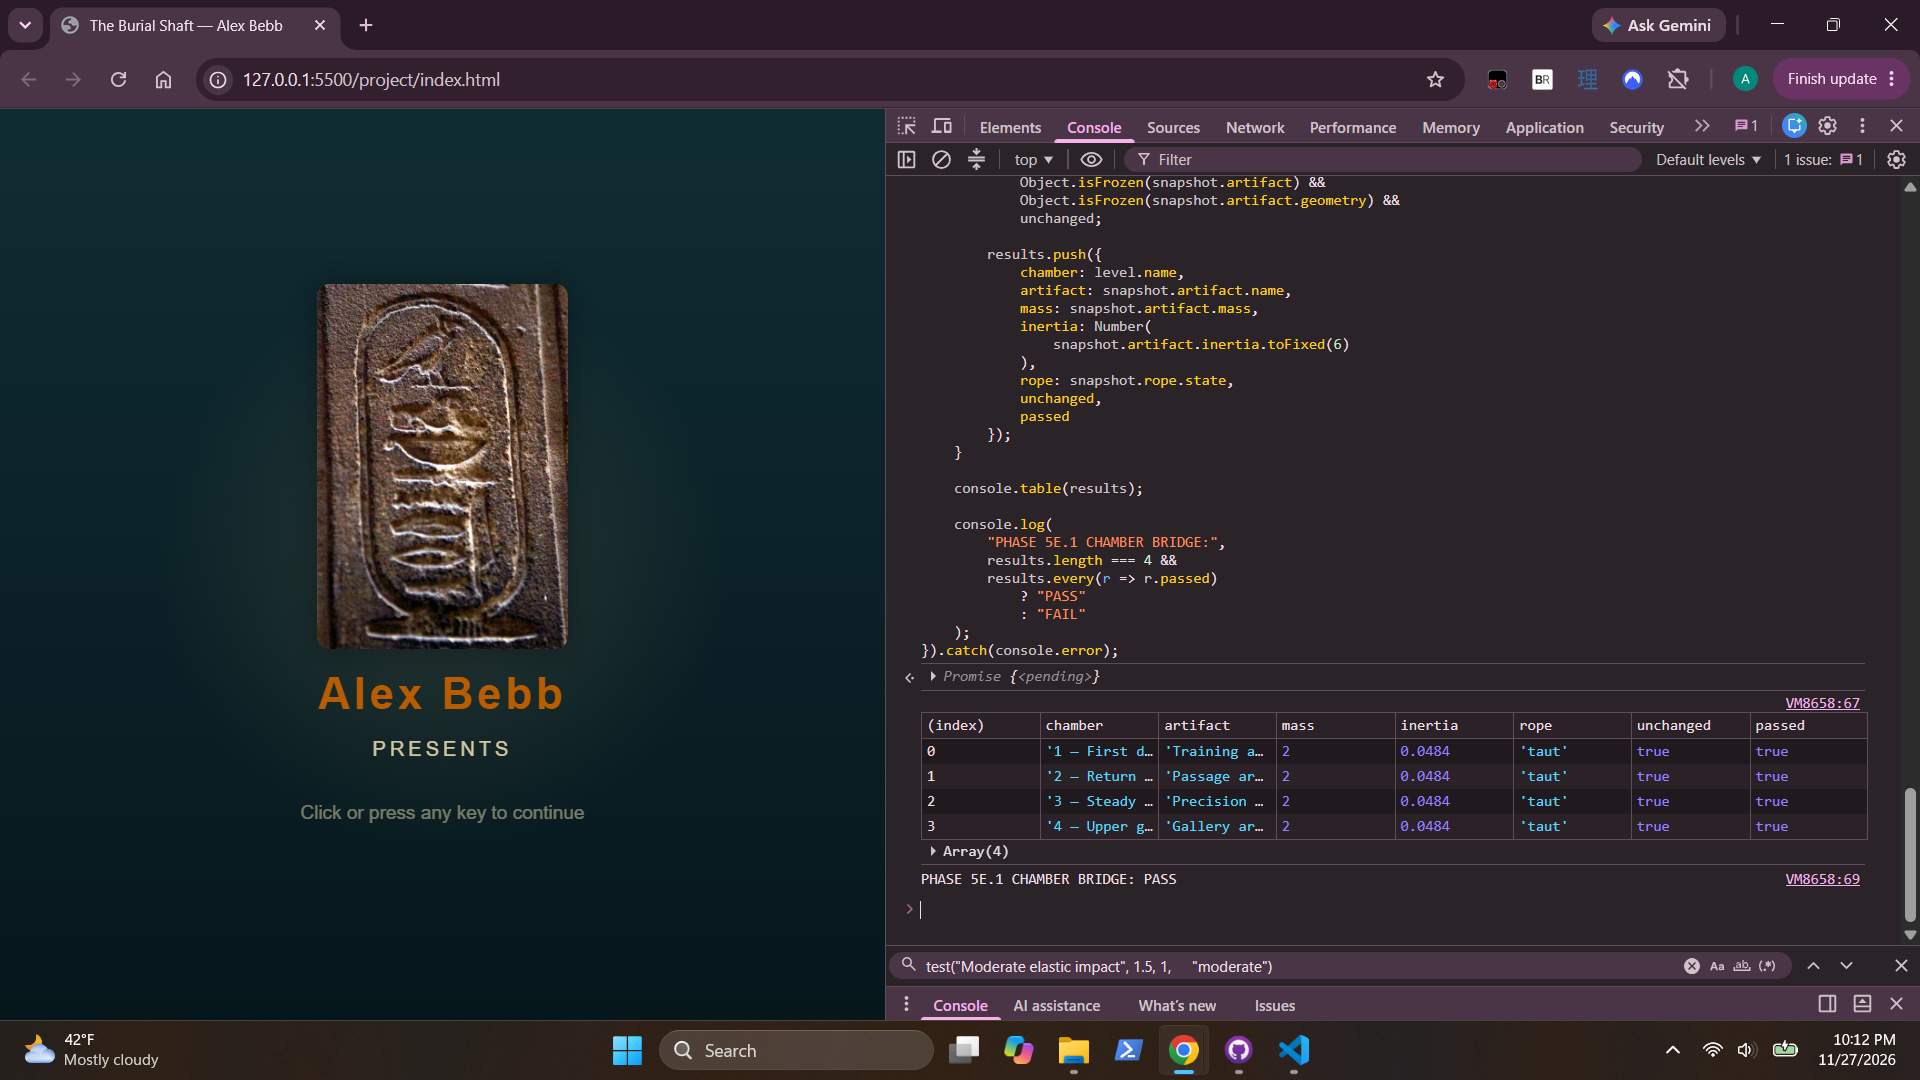 The Burial Shaft — Alex Bebb
Ask Gemini
127.0.0.1:5500/project/index.html
BR
理
A
Finish update
Elements
Console
Sources
Network
Performance
Memory
Application
Security
1
top
Filter
Default levels
1 issue:
1
Object.isFrozen(snapshot.artifact) &&
Object.isFrozen(snapshot.artifact.geometry) &&
unchanged;
results.push({
chamber: level.name,
artifact: snapshot.artifact.name,
mass: snapshot.artifact.mass,
inertia: Number(
snapshot.artifact.inertia.toFixed(6)
),
rope: snapshot.rope.state,
unchanged,
passed
});
}
console.table(results);
console.log(
"PHASE 5E.1 CHAMBER BRIDGE:",
results.length === 4 &&
results.every(r => r.passed)
? "PASS"
: "FAIL"
);
}).catch(console.error);
Promise {<pending>}
VM8658:67
(index) chamber artifact mass inertia rope unchanged passed
0 '1 — First d… 'Training a… 2 0.0484 'taut' true true
1 '2 — Return … 'Passage ar… 2 0.0484 'taut' true true
2 '3 — Steady … 'Precision … 2 0.0484 'taut' true true
3 '4 — Upper g… 'Gallery ar… 2 0.0484 'taut' true true
Array(4)
PHASE 5E.1 CHAMBER BRIDGE: PASS
VM8658:69
test("Moderate elastic impact", 1.5, 1, "moderate")
Aa
ab
(.*)
Console
AI assistance
What's new
Issues
Alex Bebb
PRESENTS
Click or press any key to continue
42°F
Mostly cloudy
Search
10:12 PM
11/27/2026